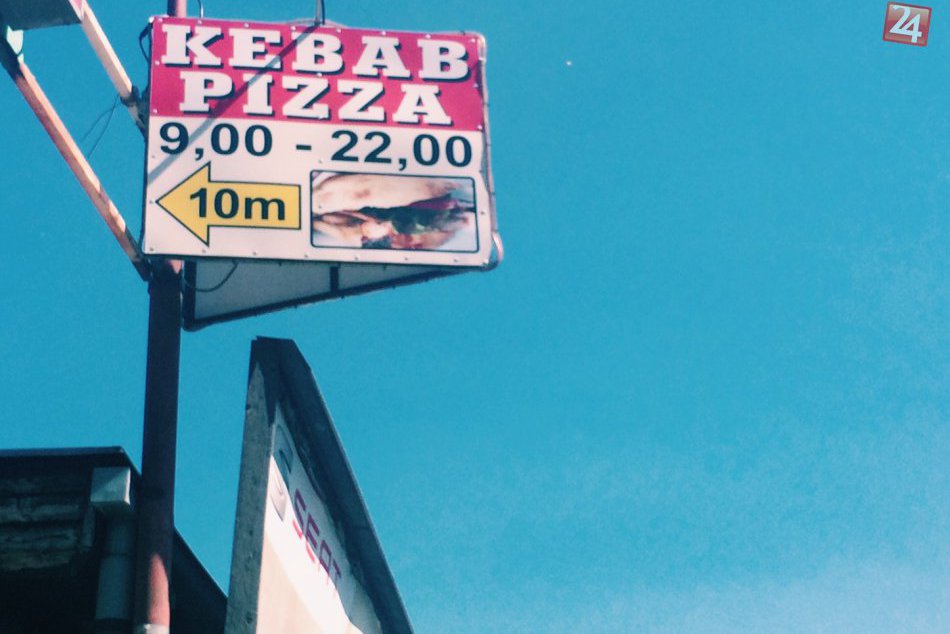 24
KEBAB
PIZZA
9,00 - 22,00
10m
SEAT